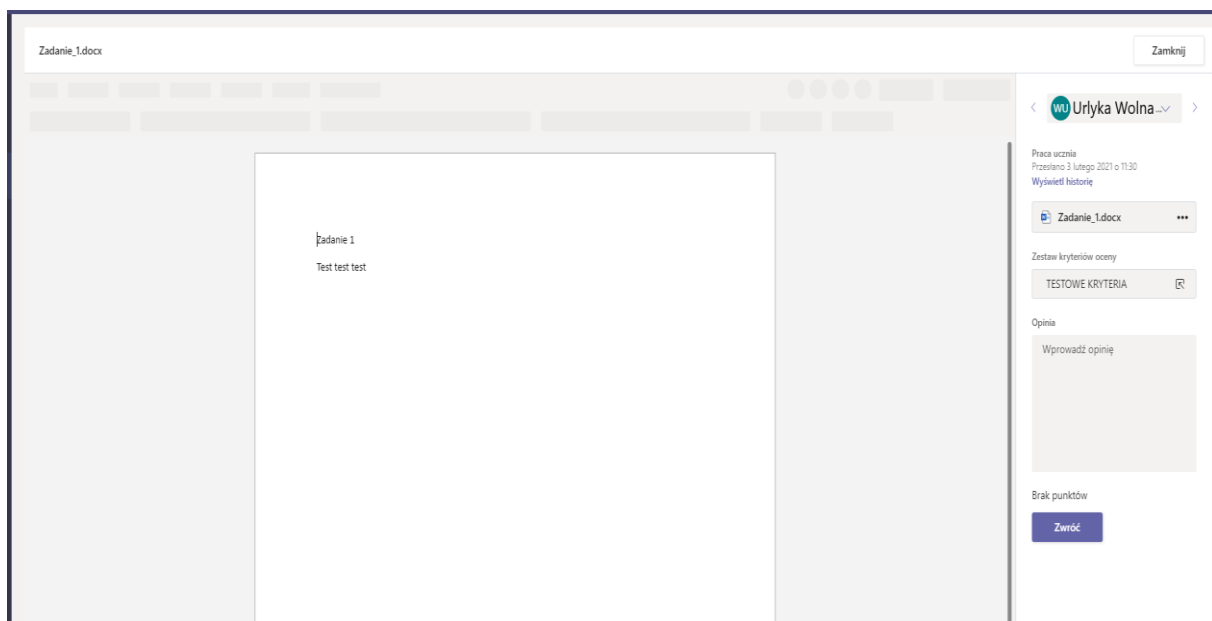 Zadanie_1.docx
Zamknij
WU Urlyka Wolna...
Praca ucznia
Przesłano 3 lutego 2021 o 11:30
Wyświetl historię
Zadanie_1.docx
Zestaw kryteriów oceny
TESTOWE KRYTERIA
Opinia
Wprowadź opinię
Brak punktów
Zwróć
Zadanie 1
Test test test